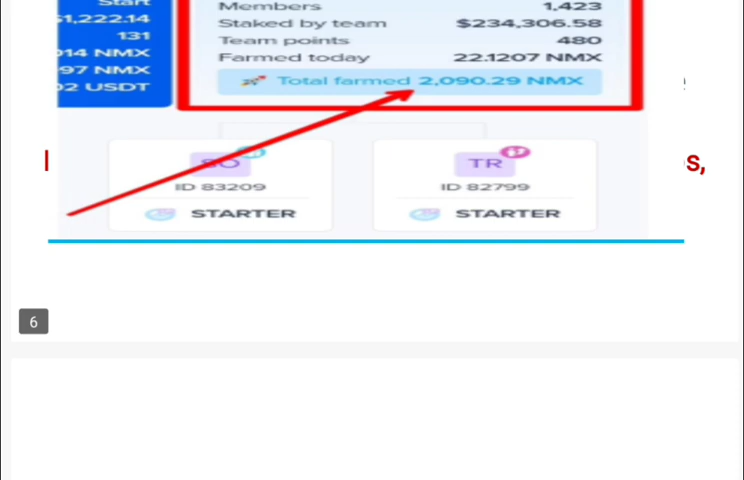 Start
$1,222.14
131
014 NMX
97 NMX
02 USDT
Members 1,423
Staked by team $234,306.58
Team points 480
Farmed today 22.1207 NMX
Total farmed 2,090.29 NMX
s,
SO TR
ID 83209 ID 82799
STARTER STARTER
6